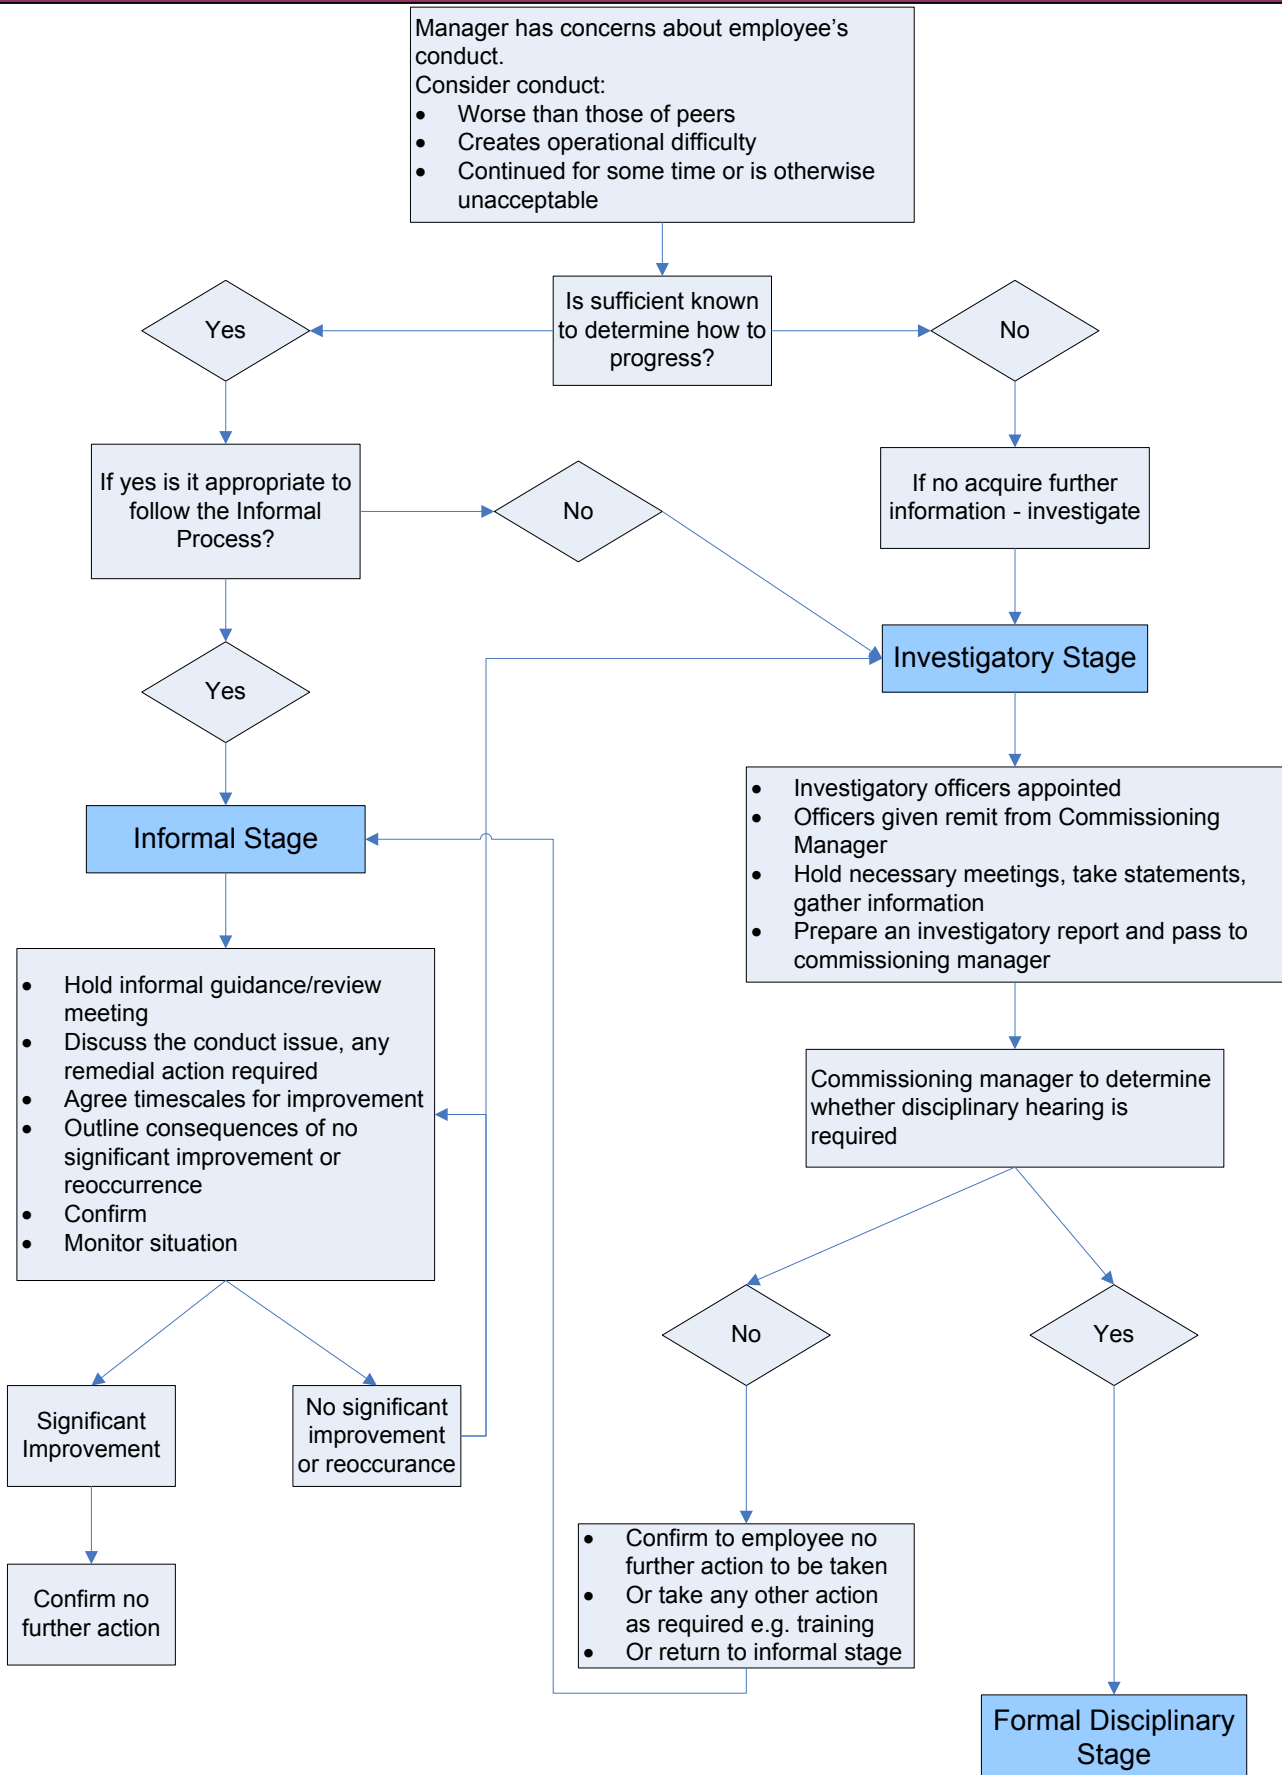 Manager has concerns about employee’s
conduct.
Consider conduct:
• Worse than those of peers
• Creates operational difficulty
• Continued for some time or is otherwise
unacceptable
Is sufficient known
to determine how to
progress?
Yes
No
If yes is it appropriate to
follow the Informal
Process?
No
If no acquire further
information - investigate
Yes
Investigatory Stage
Informal Stage
• Investigatory officers appointed
• Officers given remit from Commissioning
Manager
• Hold necessary meetings, take statements,
gather information
• Prepare an investigatory report and pass to
commissioning manager
• Hold informal guidance/review
meeting
• Discuss the conduct issue, any
remedial action required
• Agree timescales for improvement
• Outline consequences of no
significant improvement or
reoccurrence
• Confirm
• Monitor situation
Commissioning manager to determine
whether disciplinary hearing is
required
No
Yes
Significant
Improvement
No significant
improvement
or reoccurance
Confirm no
further action
• Confirm to employee no
further action to be taken
• Or take any other action
as required e.g. training
• Or return to informal stage
Formal Disciplinary
Stage